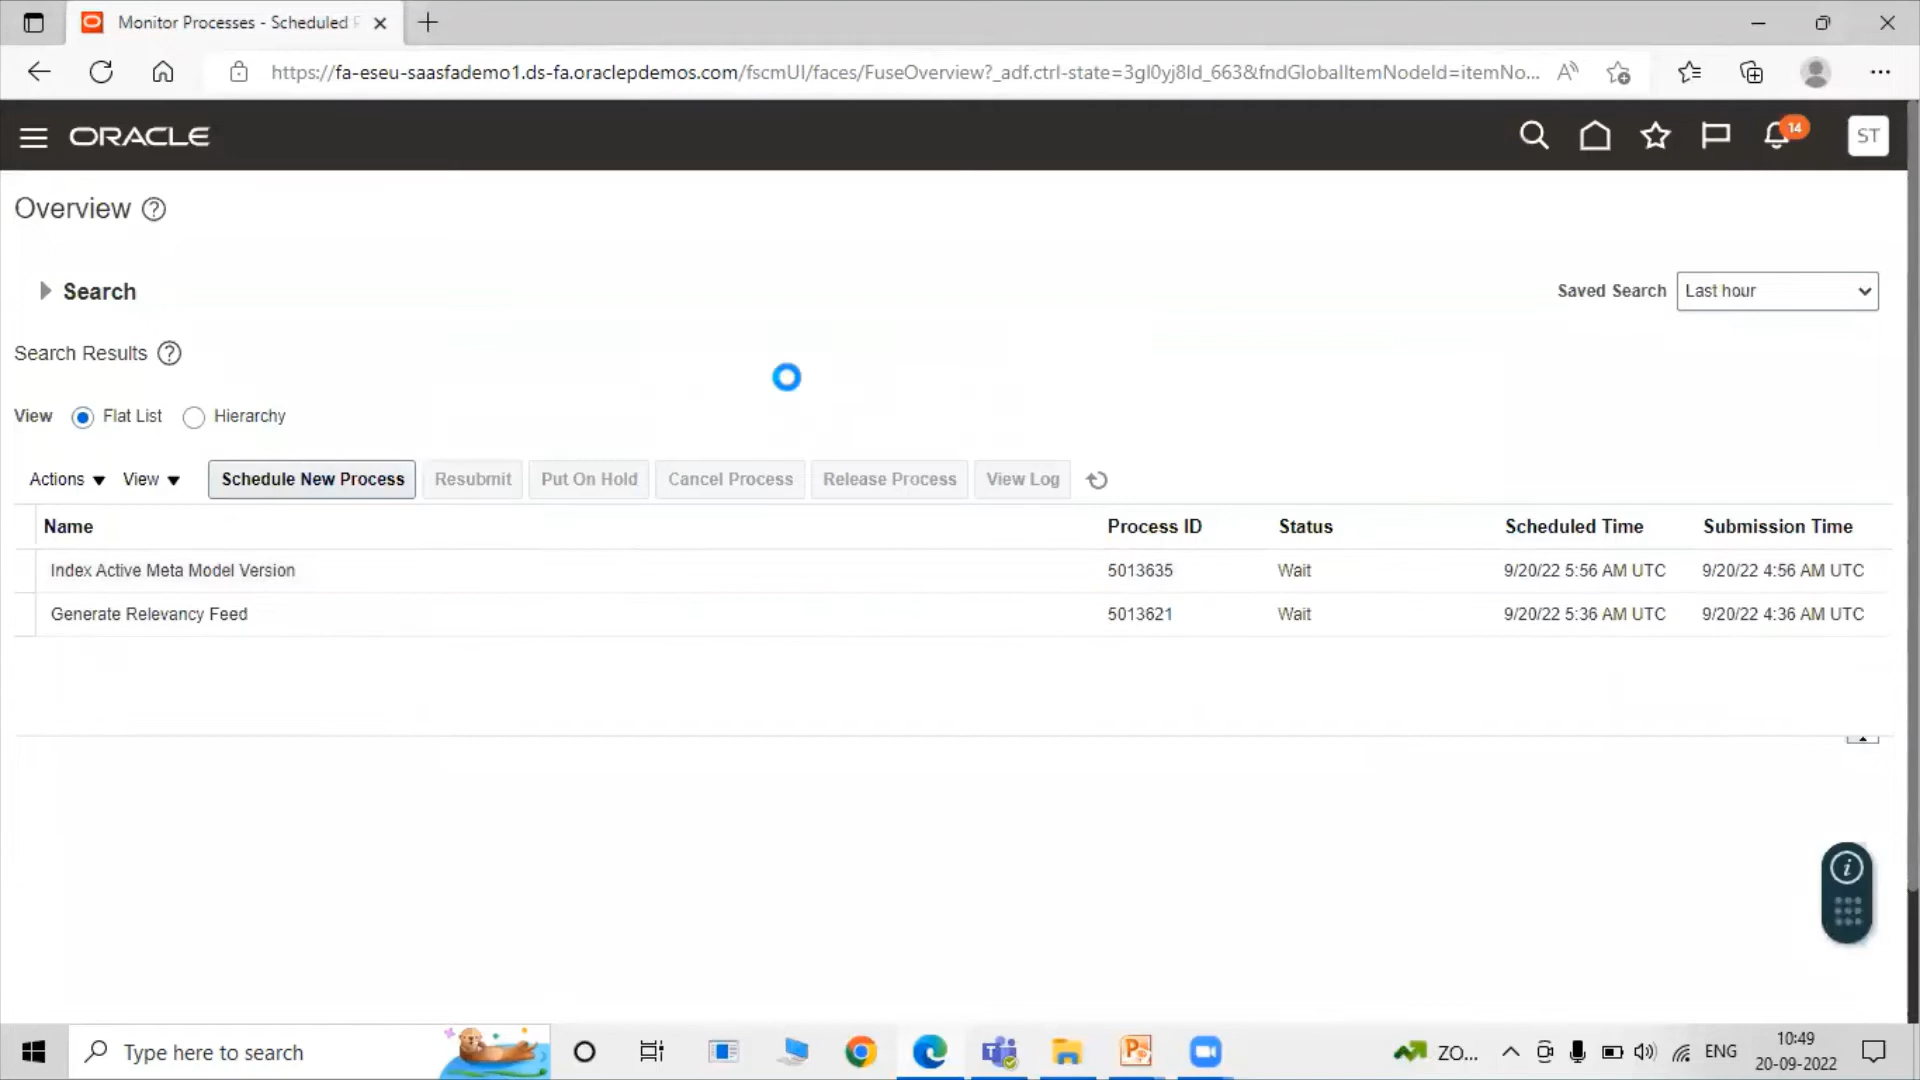 Monitor Processes - Scheduled P
https://fa-eseu-saasfademo1.ds-fa.oraclepdemos.com/fscmUI/faces/FuseOverview?_adf.ctrl-state=3gl0yj8ld_663&fndGlobalItemNodeId=itemNo...
ORACLE
14
ST
Overview
Search
Saved Search
Last hour
Search Results
View
Flat List
Hierarchy
Actions
View
Schedule New Process
Resubmit
Put On Hold
Cancel Process
Release Process
View Log
Name Process ID Status Scheduled Time Submission Time
Index Active Meta Model Version 5013635 Wait 9/20/22 5:56 AM UTC 9/20/22 4:56 AM UTC
Generate Relevancy Feed 5013621 Wait 9/20/22 5:36 AM UTC 9/20/22 4:36 AM UTC
Type here to search
ZO...
ENG
10:49
20-09-2022